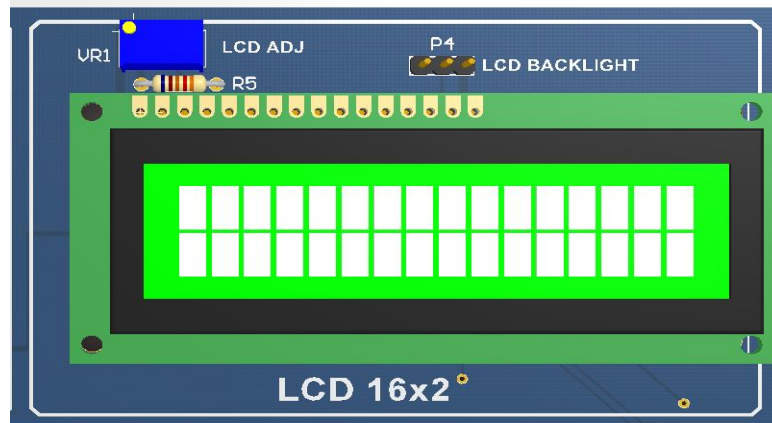 VR1
LCD ADJ
P4
LCD BACKLIGHT
R5
LCD 16x2